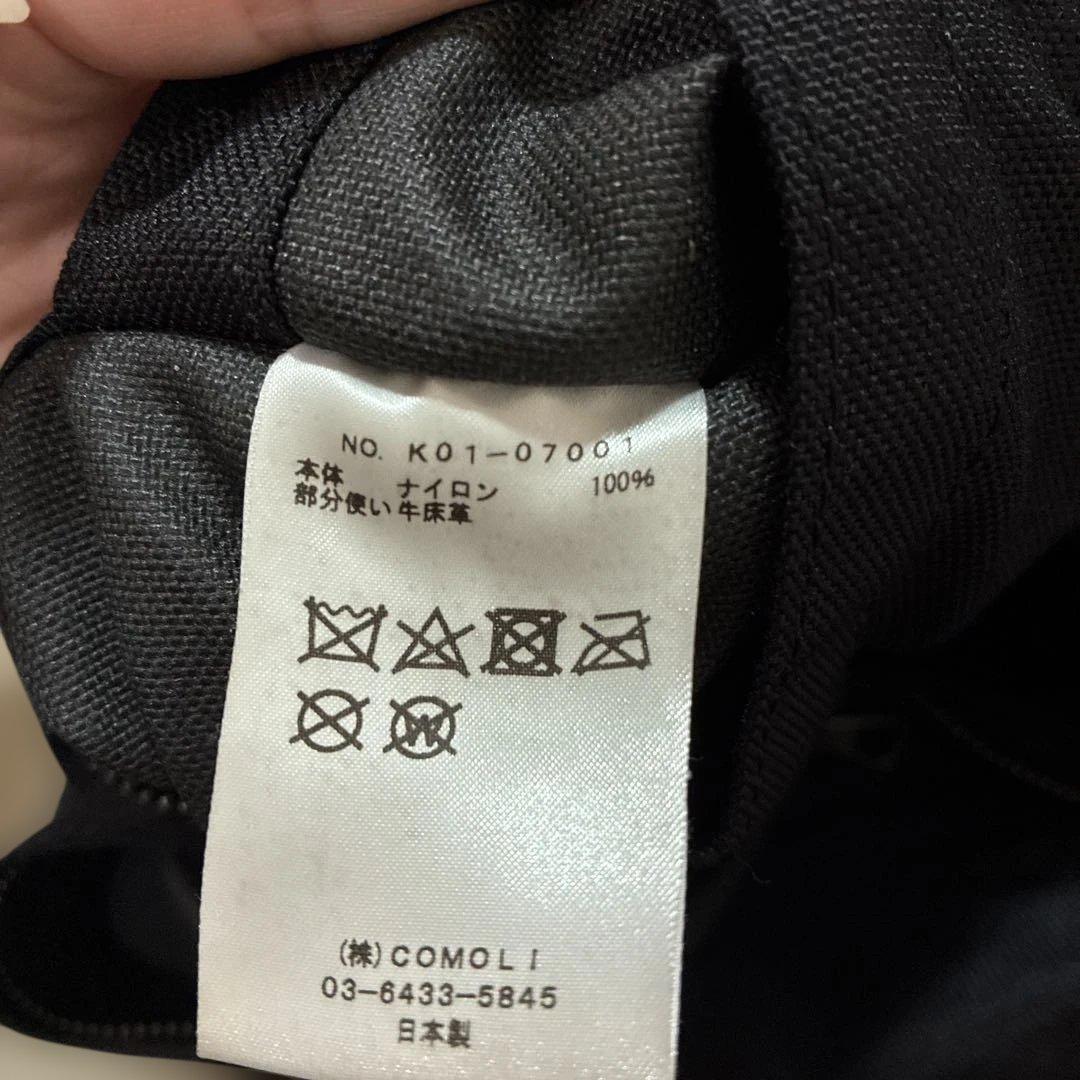 NO. K01-07001
本体 ナイロン 100%
部分使い 牛床革
W
(株)COMOLI
03-6433-5845
日本製